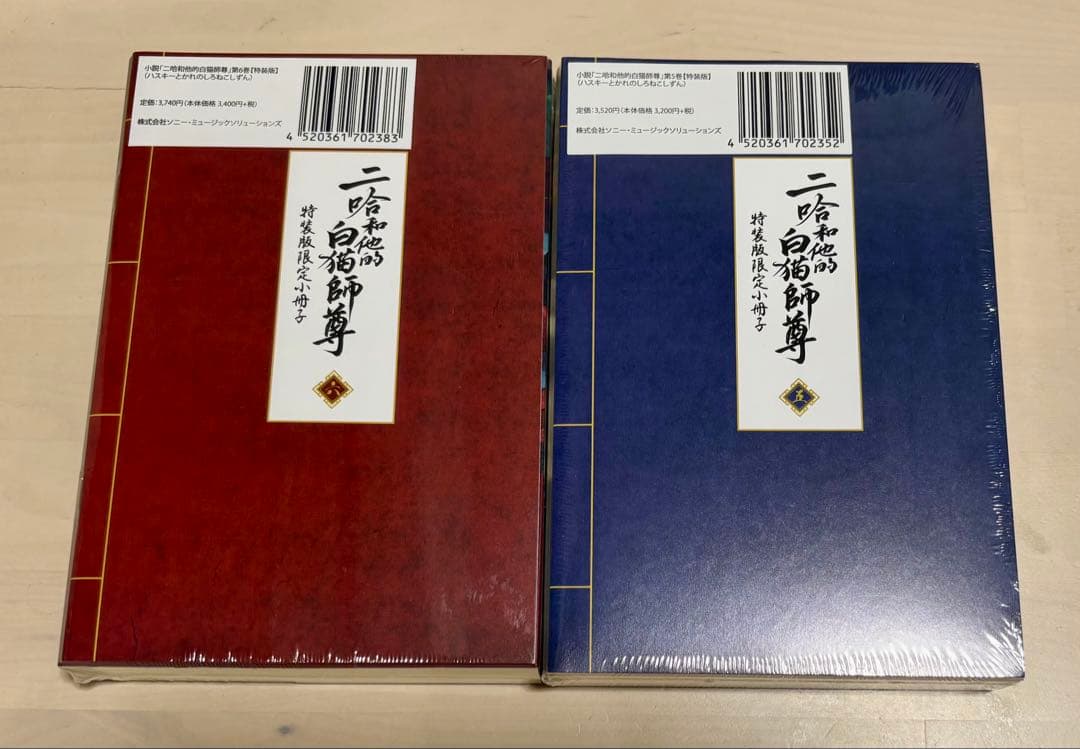 小説「二哈和他的白猫師尊」第6巻【特装版】
(ハスキーとかれのしろねこしずん)
定価:3,740円(本体価格 3,400円+税)
株式会社ソニー・ミュージックソリューションズ
4 520361 702383
二哈和他的白猫師尊
特装版限定小冊子
六
小説「二哈和他的白猫師尊」第5巻【特装版】
(ハスキーとかれのしろねこしずん)
定価:3,520円(本体価格 3,200円+税)
株式会社ソニー・ミュージックソリューションズ
4 520361 702352
二哈和他的白猫師尊
特装版限定小冊子
五